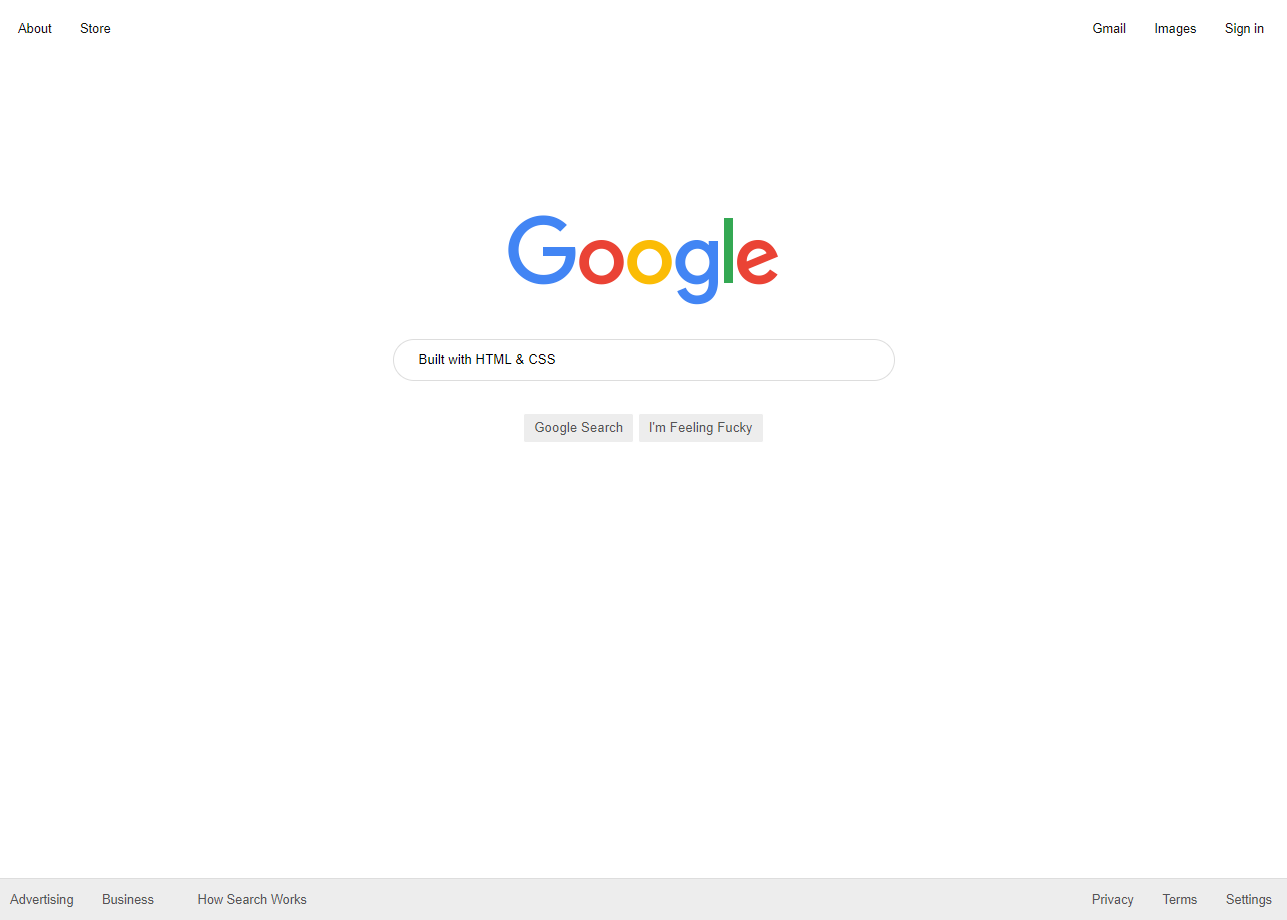 About Store Gmail Images Sign in
Google
Built with HTML & CSS
Google Search I'm Feeling Fucky
Advertising Business How Search Works Privacy Terms Settings